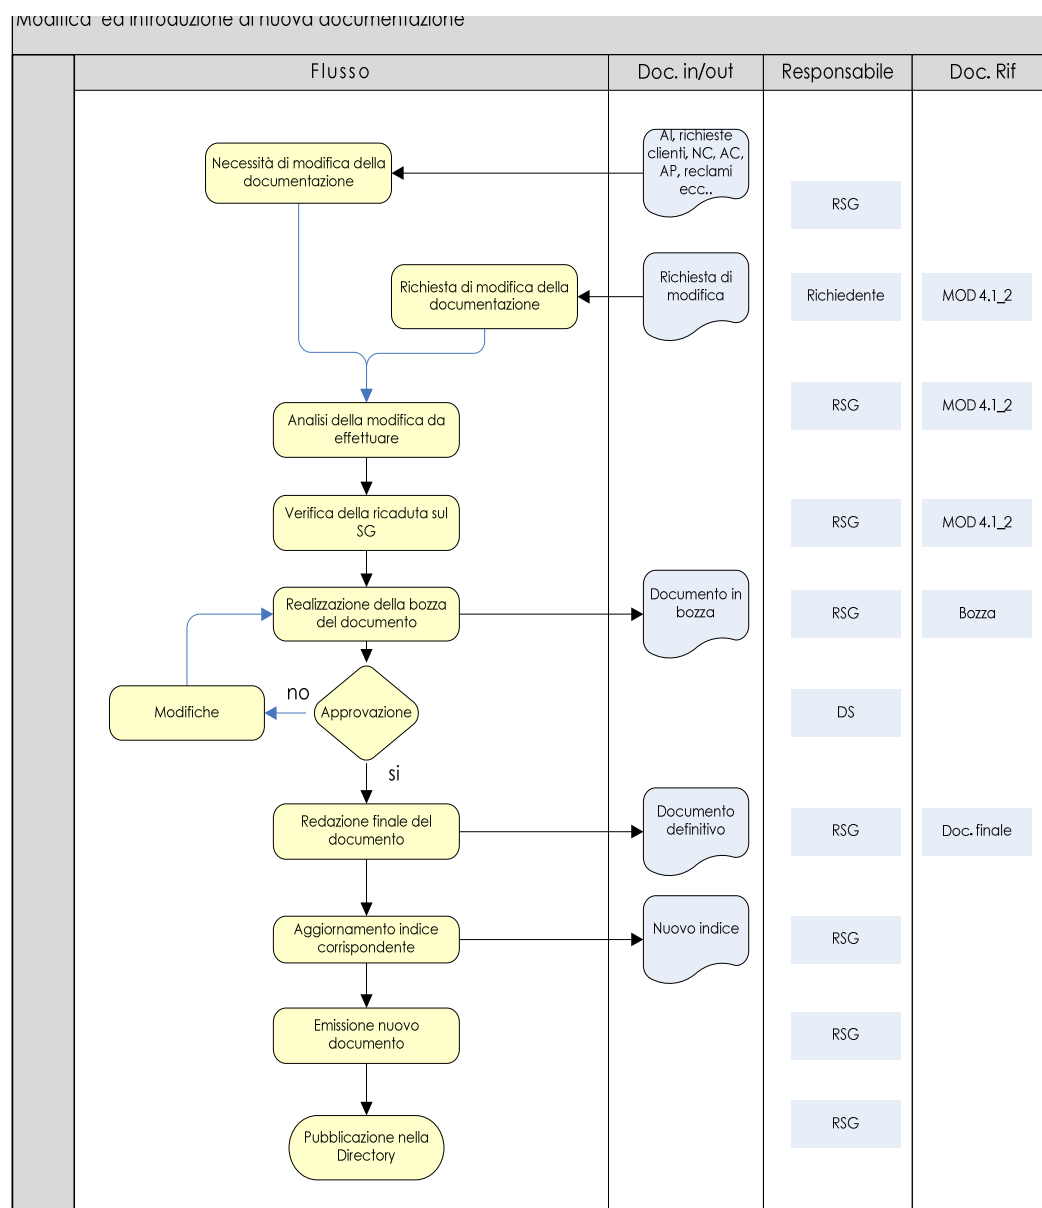 Modifica ed introduzione di nuova documentazione
Flusso
Doc. in/out
Responsabile
Doc. Rif
Necessità di modifica della
documentazione
AI, richieste
clienti, NC, AC,
AP, reclami
ecc..
RSG
Richiesta di modifica della
documentazione
Richiesta di
modifica
Richiedente
MOD 4.1_2
Analisi della modifica da
effettuare
RSG
MOD 4.1_2
Verifica della ricaduta sul
SG
RSG
MOD 4.1_2
Realizzazione della bozza
del documento
Documento in
bozza
RSG
Bozza
Modifiche
no
Approvazione
DS
si
Redazione finale del
documento
Documento
definitivo
RSG
Doc. finale
Aggiornamento indice
corrispondente
Nuovo indice
RSG
Emissione nuovo
documento
RSG
Pubblicazione nella
Directory
RSG